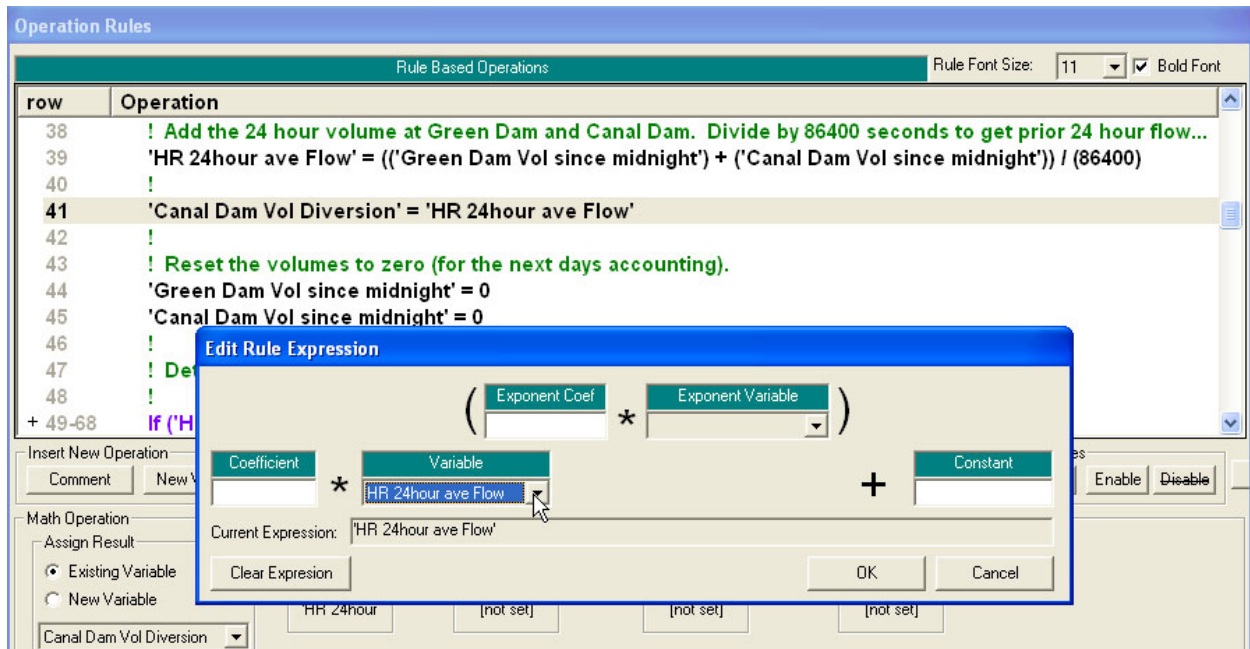 Operation Rules
Rule Based Operations Rule Font Size: 11 Bold Font
row Operation
38 ! Add the 24 hour volume at Green Dam and Canal Dam. Divide by 86400 seconds to get prior 24 hour flow...
39 'HR 24hour ave Flow' = (('Green Dam Vol since midnight') + ('Canal Dam Vol since midnight')) / (86400)
40 !
41 'Canal Dam Vol Diversion' = 'HR 24hour ave Flow'
42 !
43 ! Reset the volumes to zero (for the next days accounting).
44 'Green Dam Vol since midnight' = 0
45 'Canal Dam Vol since midnight' = 0
46 !
47 ! Det
48 !
+ 49-68 If ('H
Edit Rule Expression
( Exponent Coef * Exponent Variable )
Coefficient * Variable + Constant
HR 24hour ave Flow
Current Expression: 'HR 24hour ave Flow'
Clear Expresion OK Cancel
Insert New Operation
Comment New Enable Disable
Math Operation
Assign Result
Existing Variable
New Variable
Canal Dam Vol Diversion
'HR 24hour [not set] [not set] [not set]